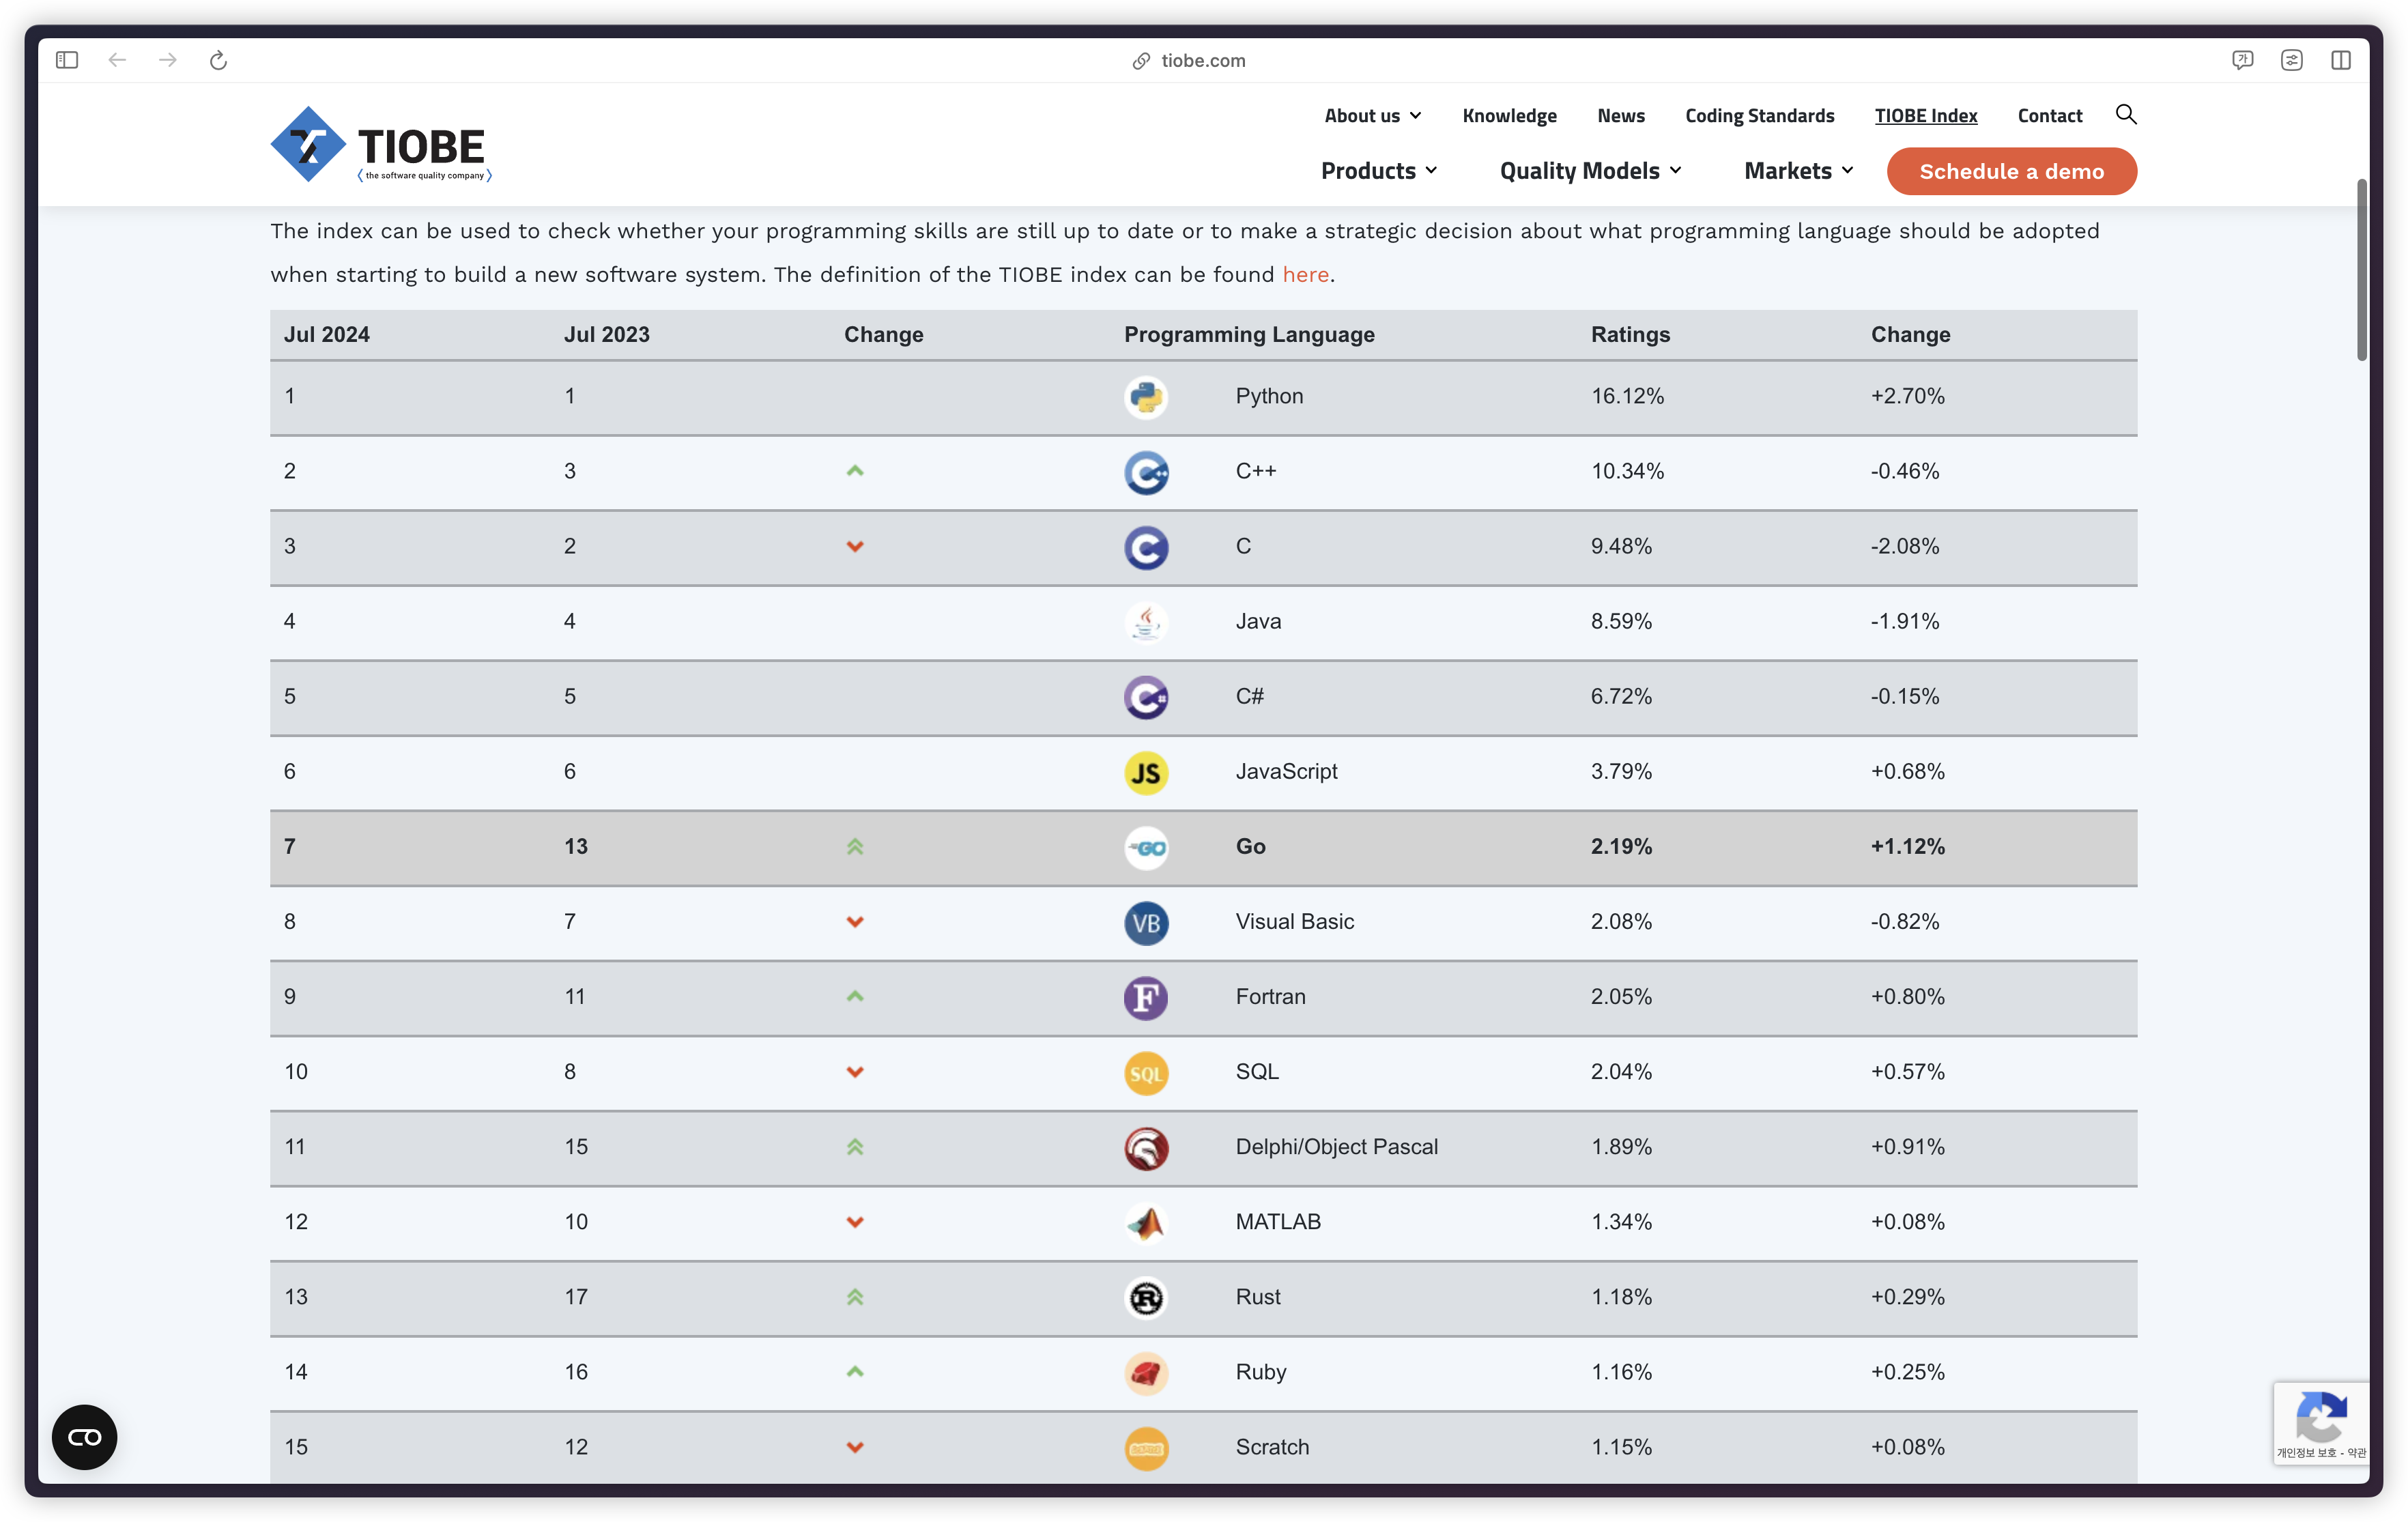 tiobe.com
About us Knowledge News Coding Standards TIOBE Index Contact
TIOBE
⟨ the software quality company ⟩
Products Quality Models Markets Schedule a demo
The index can be used to check whether your programming skills are still up to date or to make a strategic decision about what programming language should be adopted
when starting to build a new software system. The definition of the TIOBE index can be found here.
Jul 2024 Jul 2023 Change Programming Language Ratings Change
1 1 Python 16.12% +2.70%
2 3 C++ 10.34% -0.46%
3 2 C 9.48% -2.08%
4 4 Java 8.59% -1.91%
5 5 C# 6.72% -0.15%
6 6 JS JavaScript 3.79% +0.68%
7 13 GO Go 2.19% +1.12%
8 7 VB Visual Basic 2.08% -0.82%
9 11 F Fortran 2.05% +0.80%
10 8 SQL SQL 2.04% +0.57%
11 15 Delphi/Object Pascal 1.89% +0.91%
12 10 MATLAB 1.34% +0.08%
13 17 R Rust 1.18% +0.29%
14 16 Ruby 1.16% +0.25%
15 12 Scratch 1.15% +0.08%
개인정보 보호 - 약관